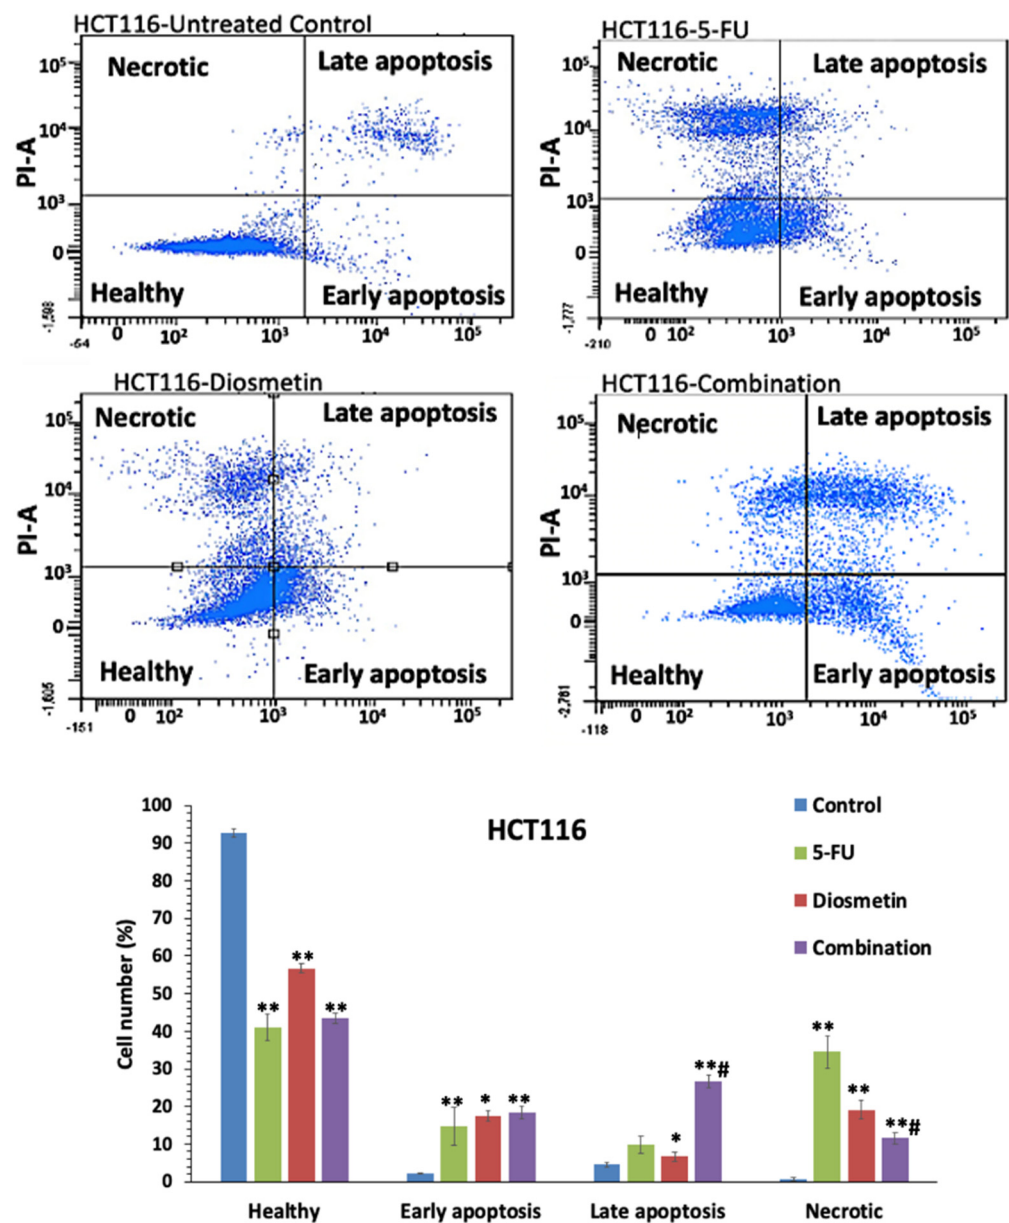 HCT116-Untreated Control
Necrotic
Late apoptosis
Healthy
Early apoptosis
PI-A
10⁵
10⁴
10³
0
-1,598
-54
0 10² 10³ 10⁴ 10⁵
HCT116-5-FU
Necrotic
Late apoptosis
Healthy
Early apoptosis
PI-A
10⁵
10⁴
10³
0
-1,777
-210
0 10² 10³ 10⁴ 10⁵
HCT116-Diosmetin
Necrotic
Late apoptosis
Healthy
Early apoptosis
PI-A
10⁵
10⁴
10³
0
-151
0 10² 10³ 10⁴ 10⁵
HCT116-Combination
Necrotic
Late apoptosis
Healthy
Early apoptosis
PI-A
10⁵
10⁴
10³
0
-2,781
-118
0 10² 10³ 10⁴ 10⁵
HCT116
Control
5-FU
Diosmetin
Combination
Cell number (%)
100
90
80
70
60
50
40
30
20
10
0
** ** **
** * **
* **#
** ** **#
Healthy Early apoptosis Late apoptosis Necrotic